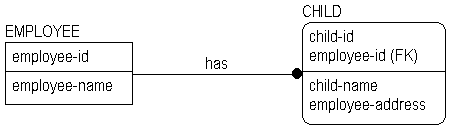 EMPLOYEE
employee-id
employee-name
has
CHILD
child-id
employee-id (FK)
child-name
employee-address